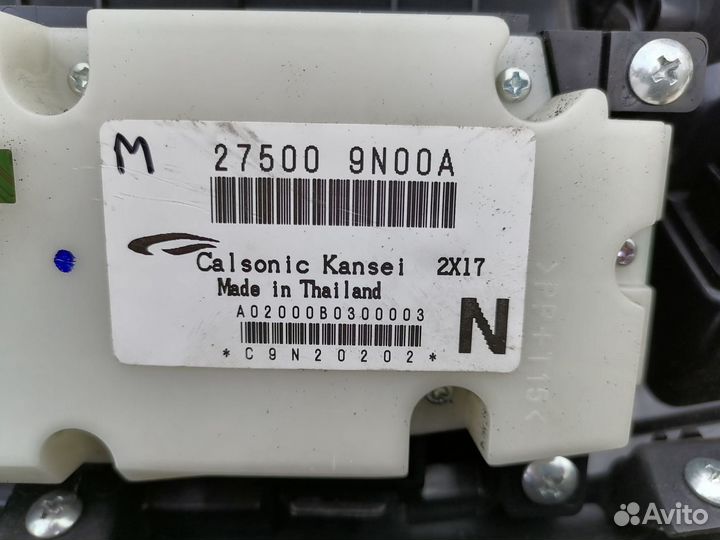 M 27500 9N00A
Calsonic Kansei 2X17
Made in Thailand
A02000B0300003
N
*C9N20202*
Avito